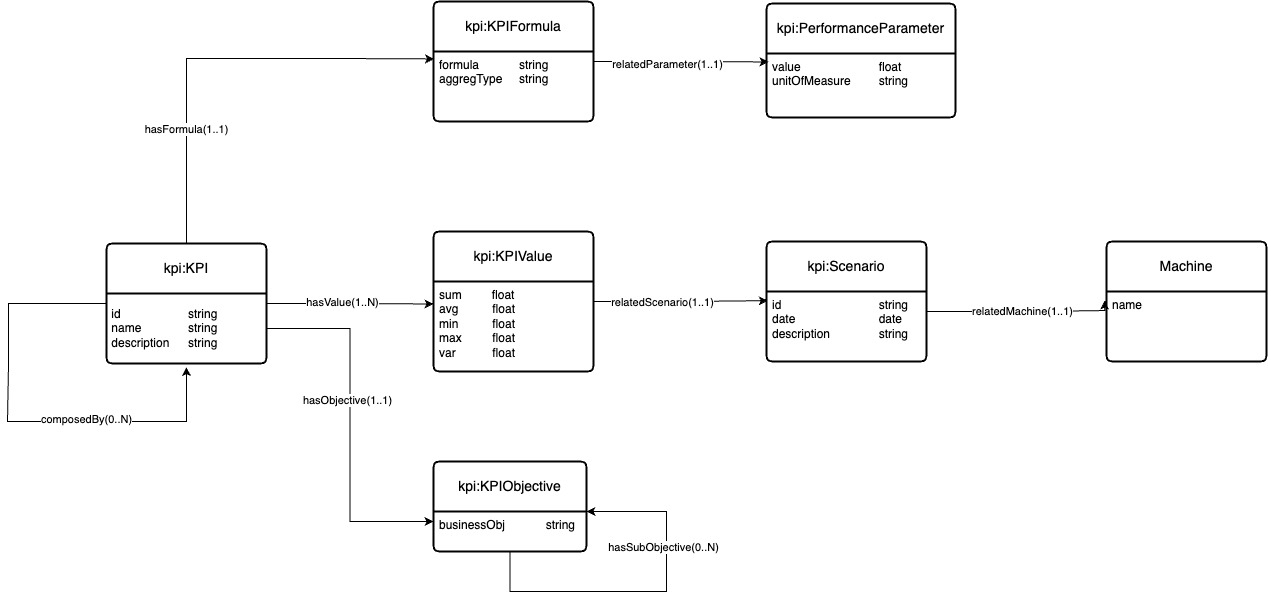 kpi:KPIFormula
formula string
aggregType string
relatedParameter(1..1)
kpi:PerformanceParameter
value float
unitOfMeasure string
hasFormula(1..1)
kpi:KPI
id string
name string
description string
composedBy(0..N)
hasValue(1..N)
kpi:KPIValue
sum float
avg float
min float
max float
var float
relatedScenario(1..1)
kpi:Scenario
id string
date date
description string
relatedMachine(1..1)
Machine
name
hasObjective(1..1)
kpi:KPIObjective
businessObj string
hasSubObjective(0..N)